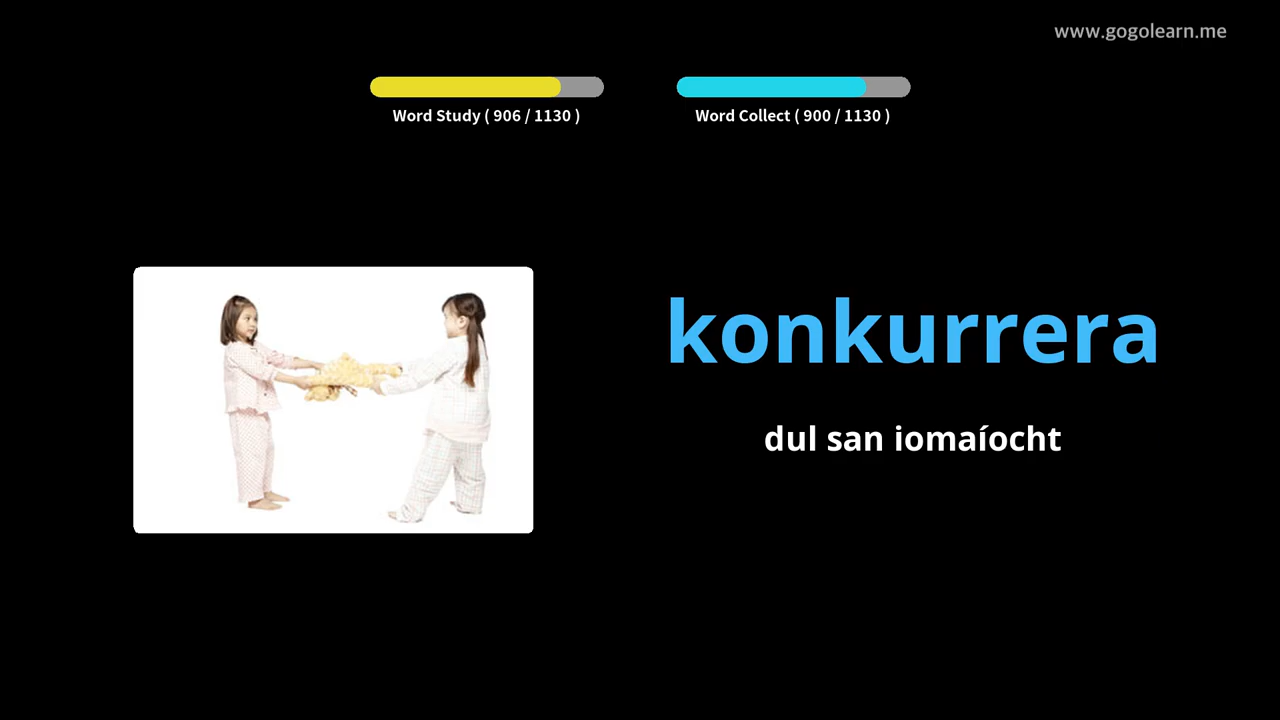 www.gogolearn.me
Word Study ( 906 / 1130 )
Word Collect ( 900 / 1130 )
konkurrera
dul san iomaíocht